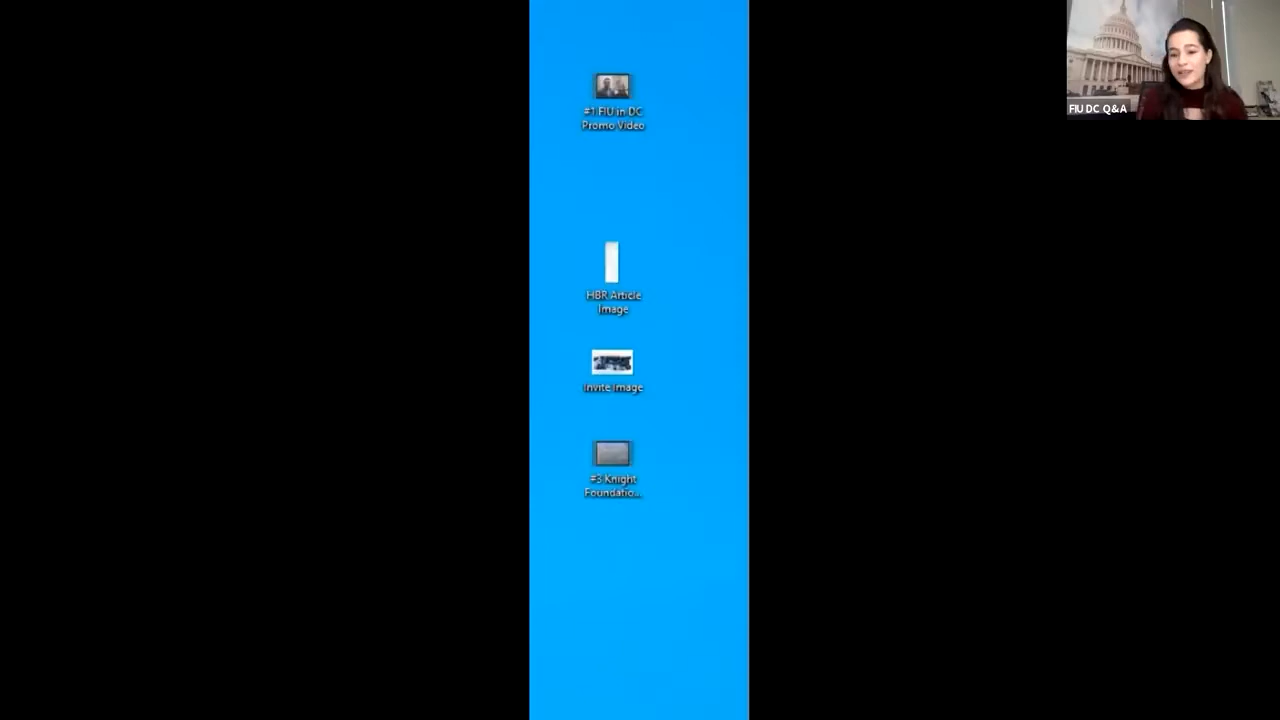 FIU DC Q&A
#1 FIU in DC
Promo Video
HBR Article
Image
Invite Image
#3 Knight
Foundatio...